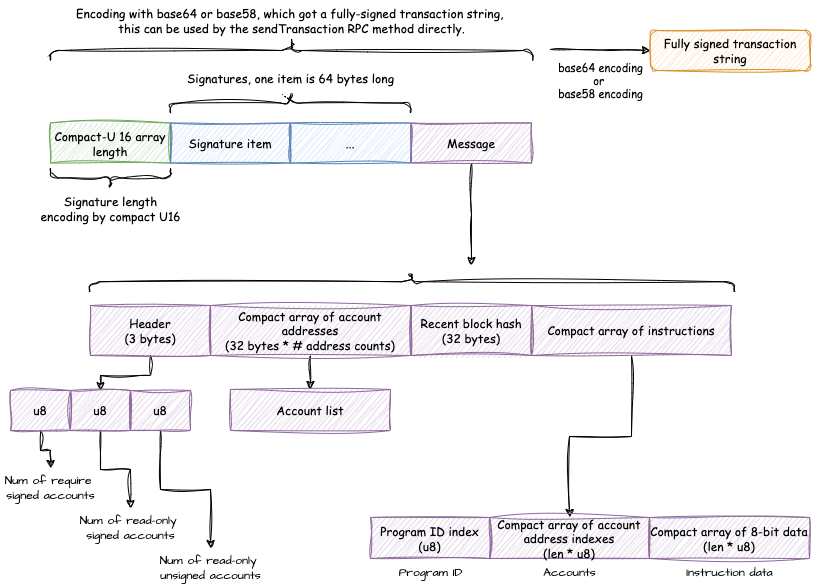 Encoding with base64 or base58, which got a fully-signed transaction string,
this can be used by the sendTransaction RPC method directly.
Fully signed transaction
string
base64 encoding
or
base58 encoding
Signatures, one item is 64 bytes long
Compact-U 16 array
length
Signature item
...
Message
Signature length
encoding by compact U16
Header
(3 bytes)
Compact array of account
addresses
(32 bytes * # address counts)
Recent block hash
(32 bytes)
Compact array of instructions
u8
u8
u8
Account list
Num of require
signed accounts
Num of read-only
signed accounts
Num of read-only
unsigned accounts
Program ID index
(u8)
Compact array of account
address indexes
(len * u8)
Compact array of 8-bit data
(len * u8)
Program ID
Accounts
Instruction data